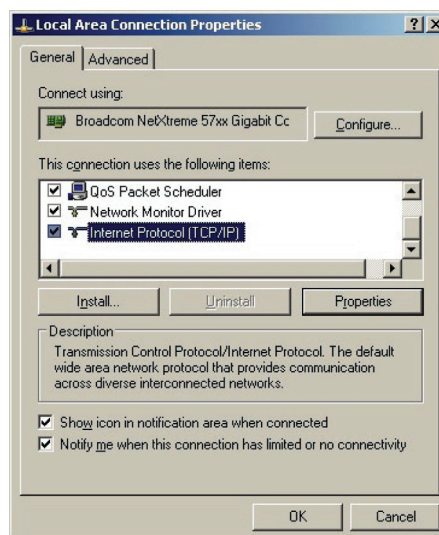 Local Area Connection Properties
General Advanced
Connect using:
Broadcom NetXtreme 57xx Gigabit Cc
Configure...
This connection uses the following items:
QoS Packet Scheduler
Network Monitor Driver
Internet Protocol (TCP/IP)
Install... Uninstall Properties
Description
Transmission Control Protocol/Internet Protocol. The default
wide area network protocol that provides communication
across diverse interconnected networks.
Show icon in notification area when connected
Notify me when this connection has limited or no connectivity
OK Cancel